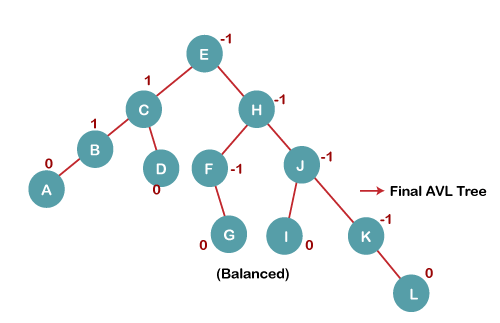 E -1
1
C H -1
1
B
0
A D F -1 J -1
0
Final AVL Tree
-1
G I K
0 0
(Balanced)
0
L